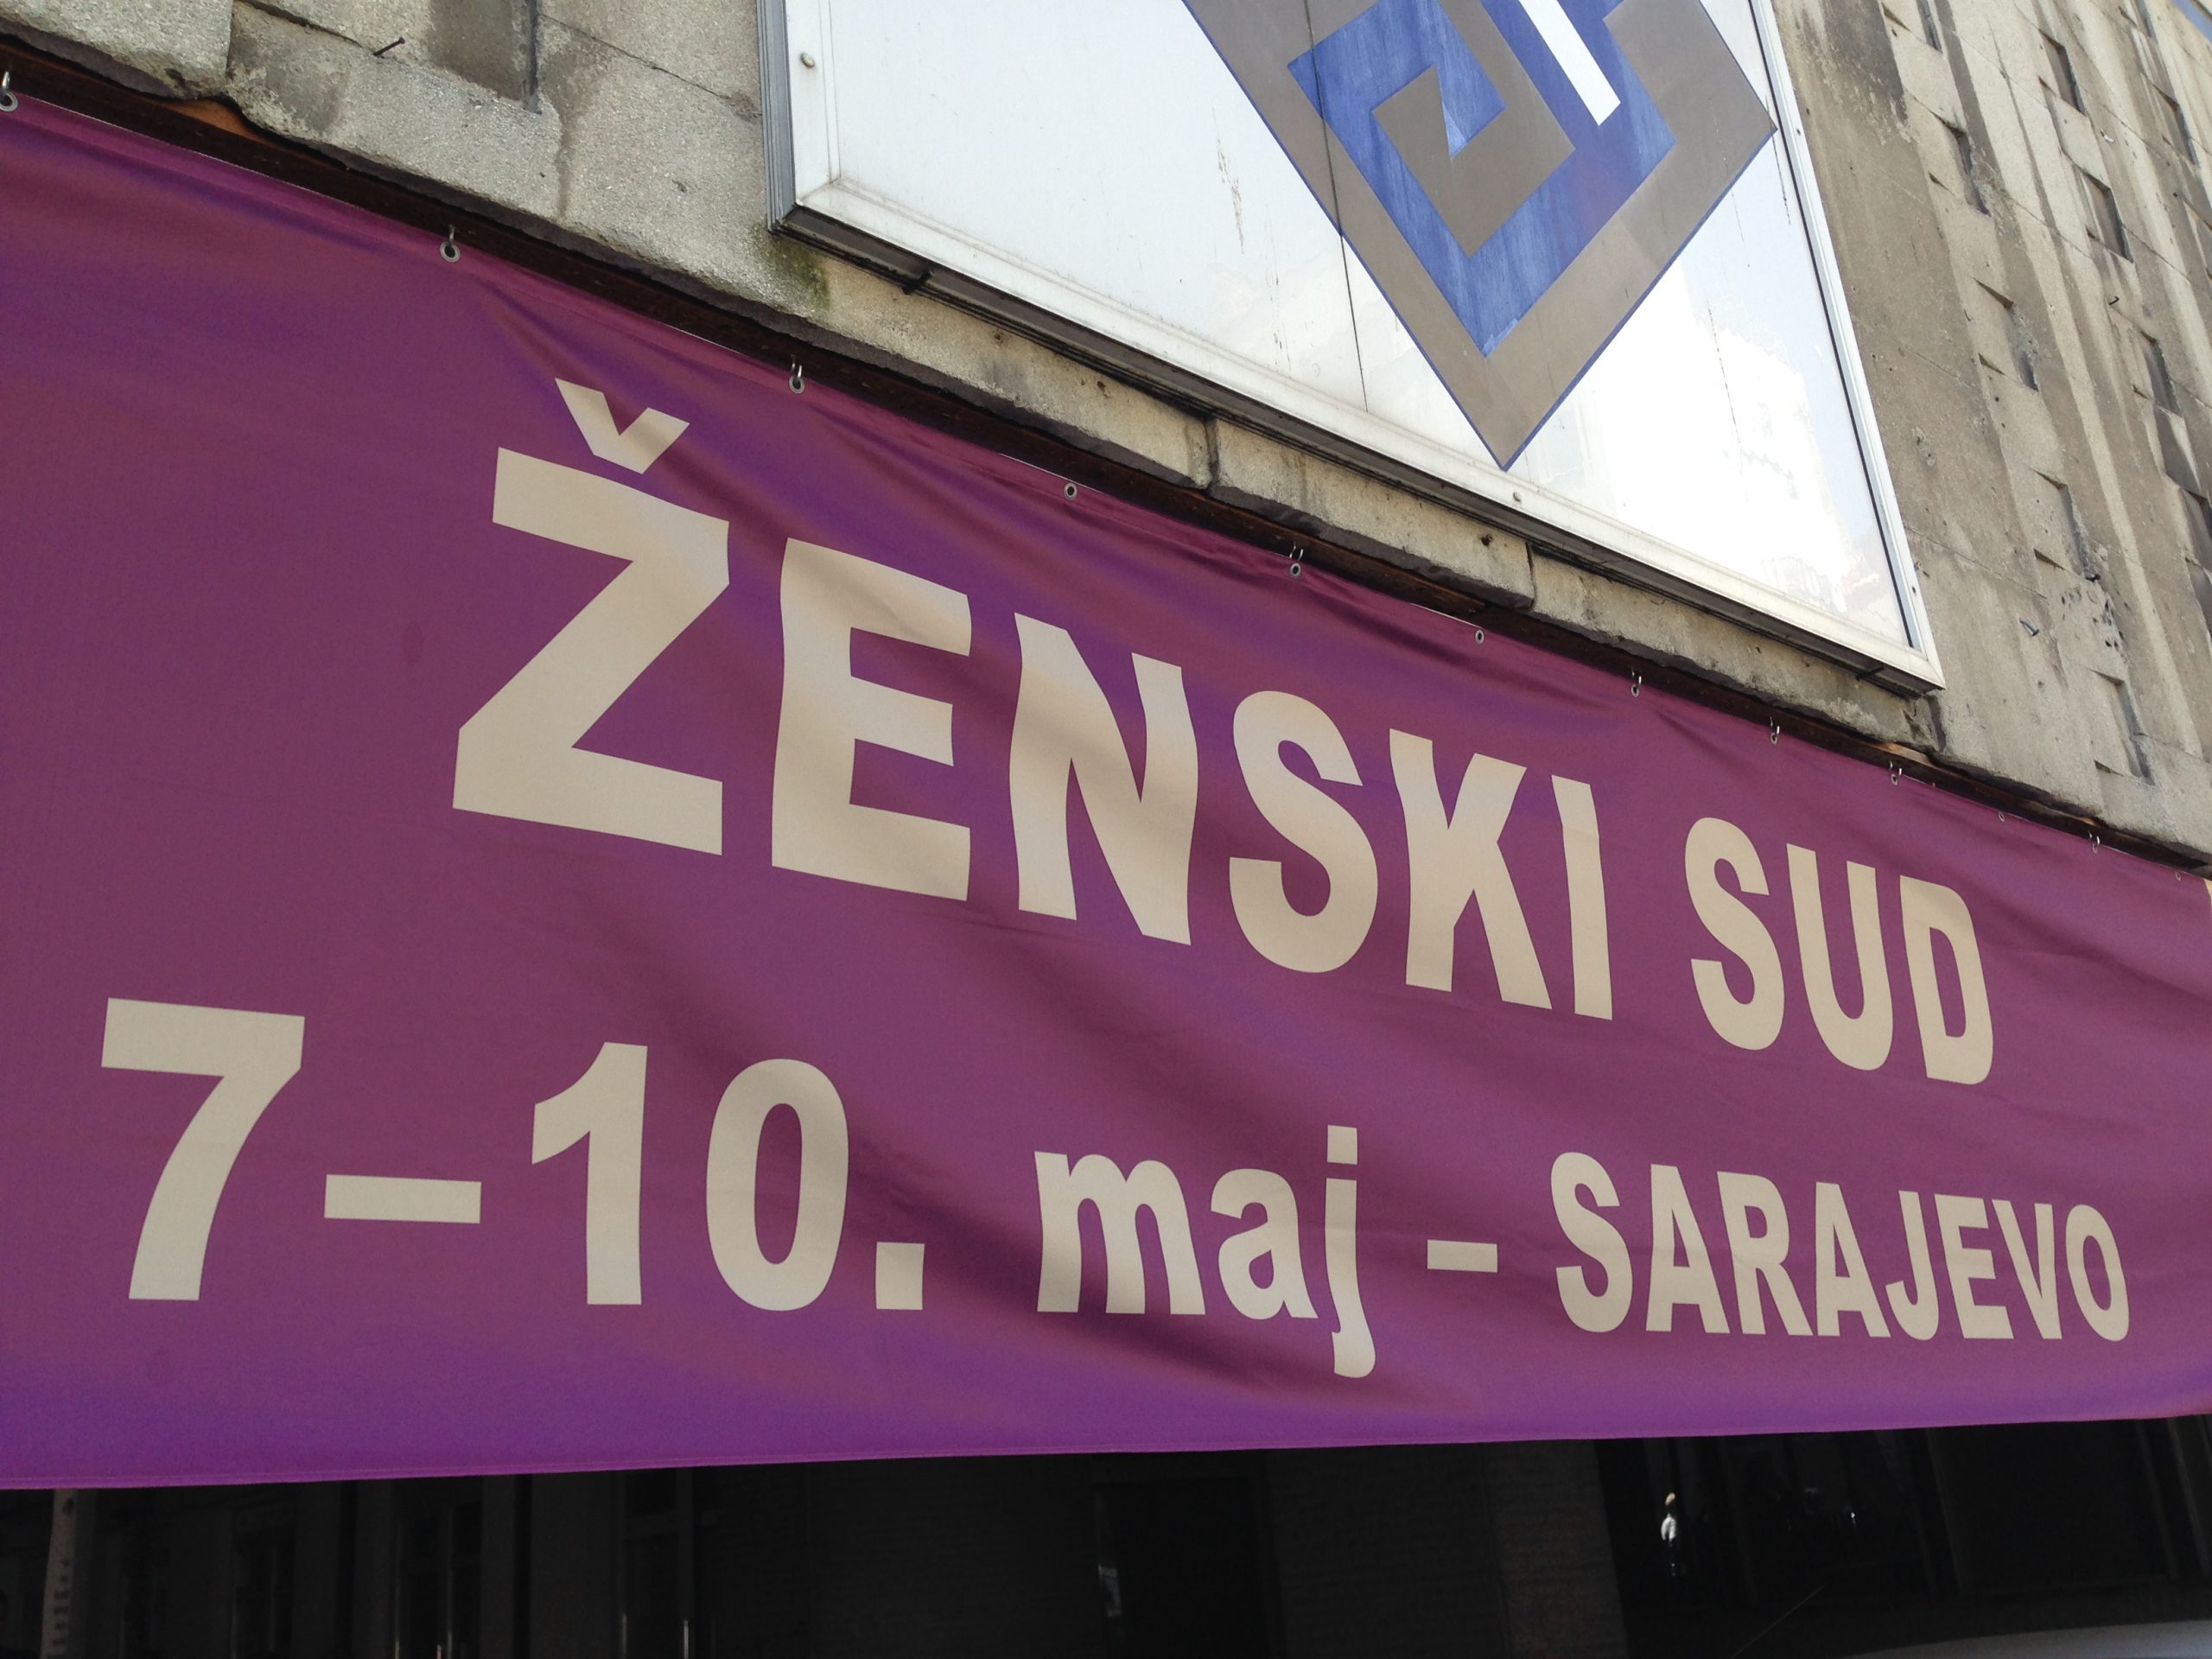 ŽENSKI SUD
7–10. maj – SARAJEVO